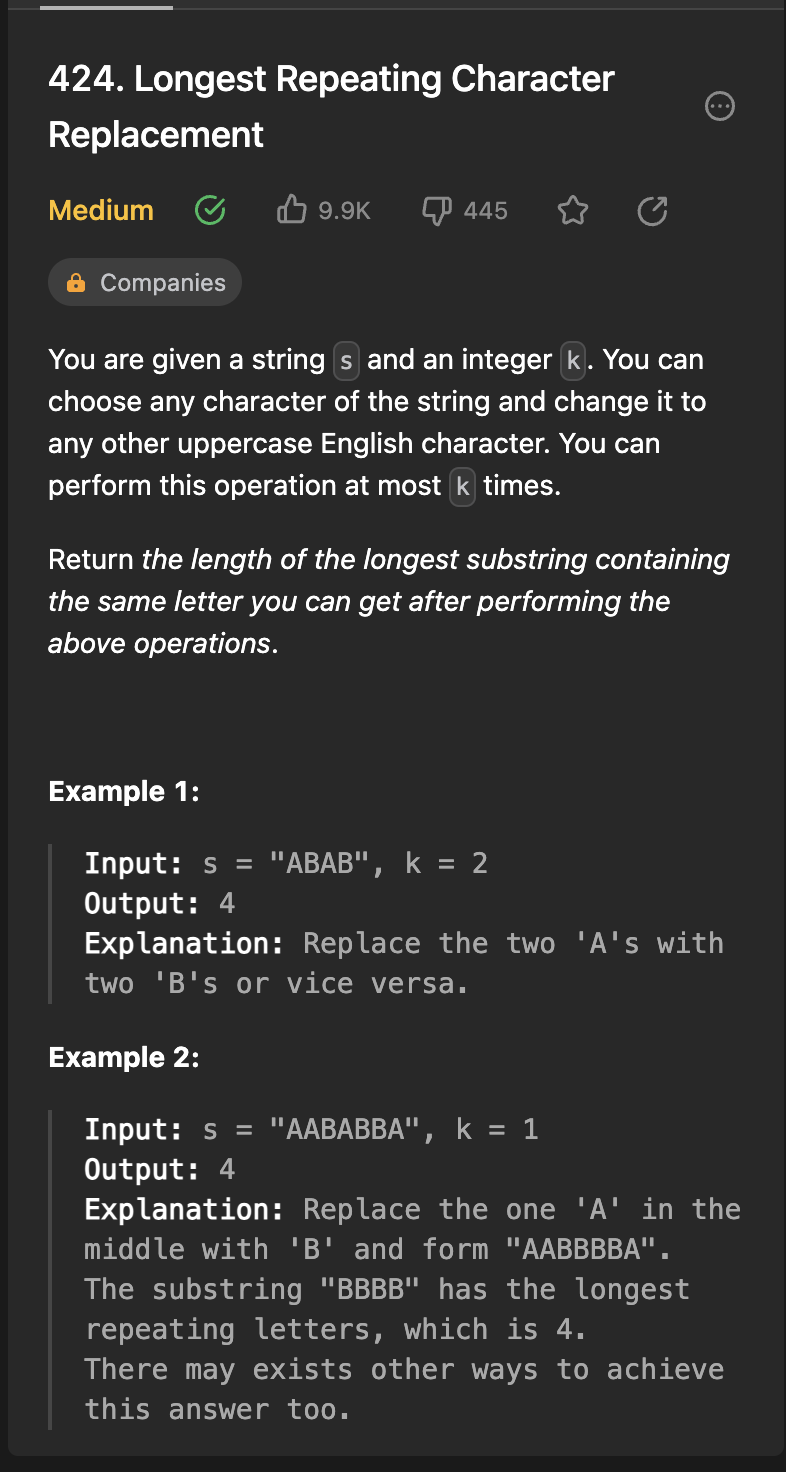 424. Longest Repeating Character
Replacement
Medium 9.9K 445
Companies
You are given a string s and an integer k. You can
choose any character of the string and change it to
any other uppercase English character. You can
perform this operation at most k times.
Return the length of the longest substring containing
the same letter you can get after performing the
above operations.
Example 1:
Input: s = "ABAB", k = 2
Output: 4
Explanation: Replace the two 'A's with
two 'B's or vice versa.
Example 2:
Input: s = "AABABBA", k = 1
Output: 4
Explanation: Replace the one 'A' in the
middle with 'B' and form "AABBBBA".
The substring "BBBB" has the longest
repeating letters, which is 4.
There may exists other ways to achieve
this answer too.